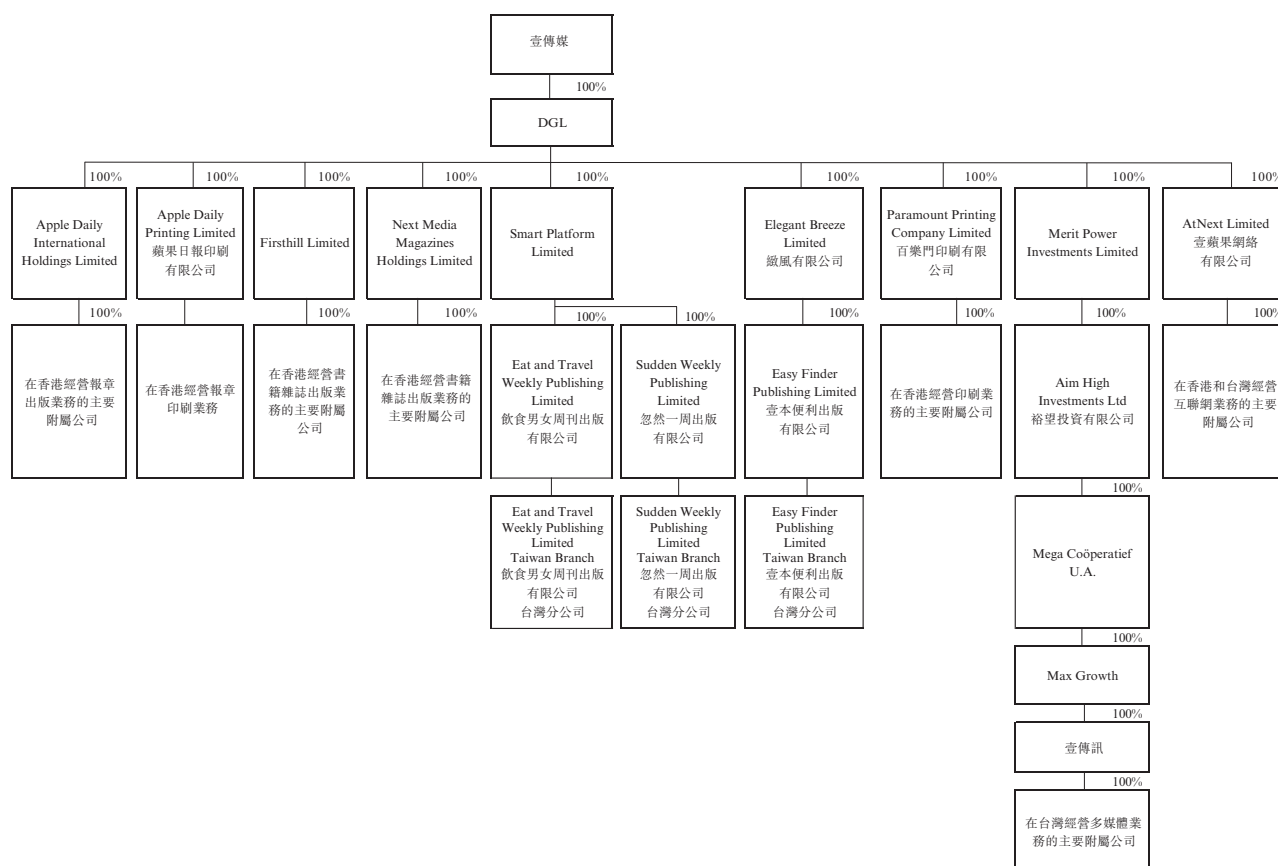 壹傳媒
100%
DGL
100%
100%
100%
100%
100%
100%
100%
100%
100%
Apple Daily
International
Holdings Limited
Apple Daily
Printing Limited
蘋果日報印刷
有限公司
Firsthill Limited
Next Media
Magazines
Holdings Limited
Smart Platform
Limited
Elegant Breeze
Limited
緻風有限公司
Paramount Printing
Company Limited
百樂門印刷有限
公司
Merit Power
Investments Limited
AtNext Limited
壹蘋果網絡
有限公司
100%
100%
100%
100%
100%
100%
100%
100%
100%
在香港經營報章
出版業務的主要
附屬公司
在香港經營報章
印刷業務
在香港經營書
籍雜誌出版業
務的主要附屬
公司
在香港經營書籍
雜誌出版業務的
主要附屬公司
Eat and Travel
Weekly Publishing
Limited
飲食男女周刊出版
有限公司
Sudden Weekly
Publishing
Limited
忽然一周出版
有限公司
Easy Finder
Publishing Limited
壹本便利出版
有限公司
在香港經營印刷業
務的主要附屬公司
Aim High
Investments Ltd
裕望投資有限公司
在香港和台灣經營
互聯網業務的主要
附屬公司
100%
Eat and Travel
Weekly Publishing
Limited
Taiwan Branch
飲食男女周刊出版
有限公司
台灣分公司
Sudden Weekly
Publishing
Limited
Taiwan Branch
忽然一周出版
有限公司
台灣分公司
Easy Finder
Publishing
Limited
Taiwan Branch
壹本便利出版
有限公司
台灣分公司
Mega Coöperatief
U.A.
100%
Max Growth
100%
壹傳訊
100%
在台灣經營多媒體業
務的主要附屬公司